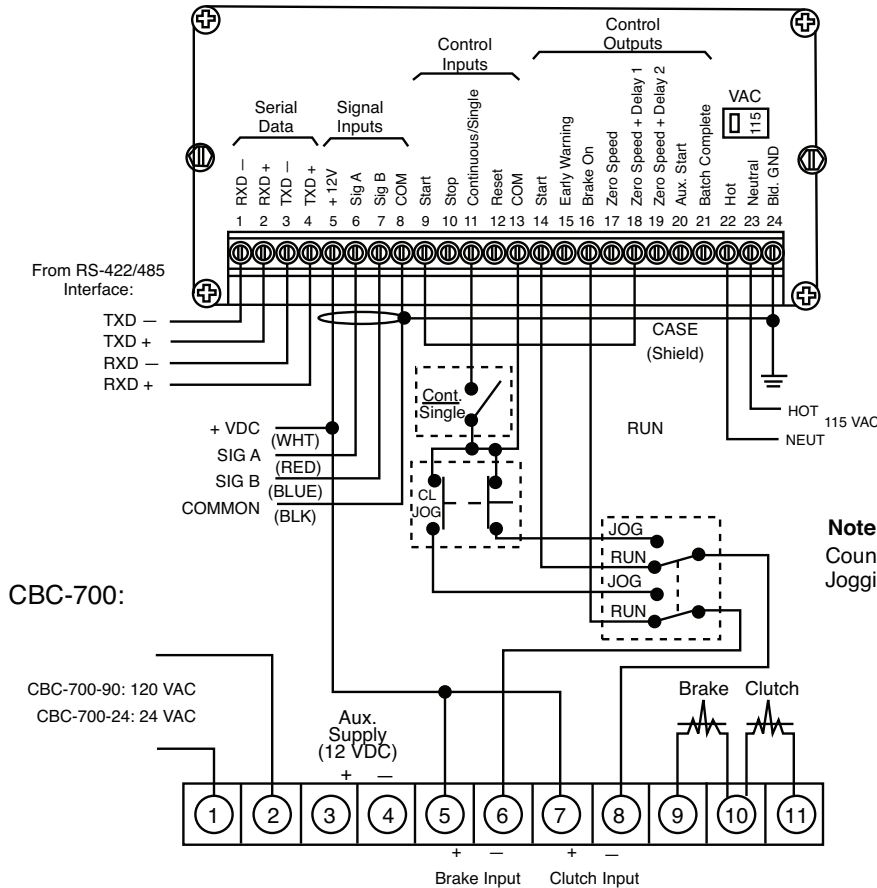 Control
Inputs
Control
Outputs
Serial
Data
Signal
Inputs
VAC
115
RXD —
RXD +
TXD —
TXD +
+ 12V
Sig A
Sig B
COM
Start
Stop
Continuous/Single
Reset
COM
Start
Early Warning
Brake On
Zero Speed
Zero Speed + Delay 1
Zero Speed + Delay 2
Aux. Start
Batch Complete
Hot
Neutral
Bld. GND
1 2 3 4 5 6 7 8 9 10 11 12 13 14 15 16 17 18 19 20 21 22 23 24
From RS-422/485
Interface:
TXD —
TXD +
RXD —
RXD +
CASE
(Shield)
Cont.
Single
RUN
HOT
115 VAC
NEUT
+ VDC
(WHT)
SIG A
(RED)
SIG B
(BLUE)
COMMON
(BLK)
CL
JOG
JOG
RUN
JOG
RUN
Note
Coun
Joggi
CBC-700:
CBC-700-90: 120 VAC
CBC-700-24: 24 VAC
Aux.
Supply
(12 VDC)
+ —
Brake Clutch
1 2 3 4 5 6 7 8 9 10 11
+ — + —
Brake Input Clutch Input